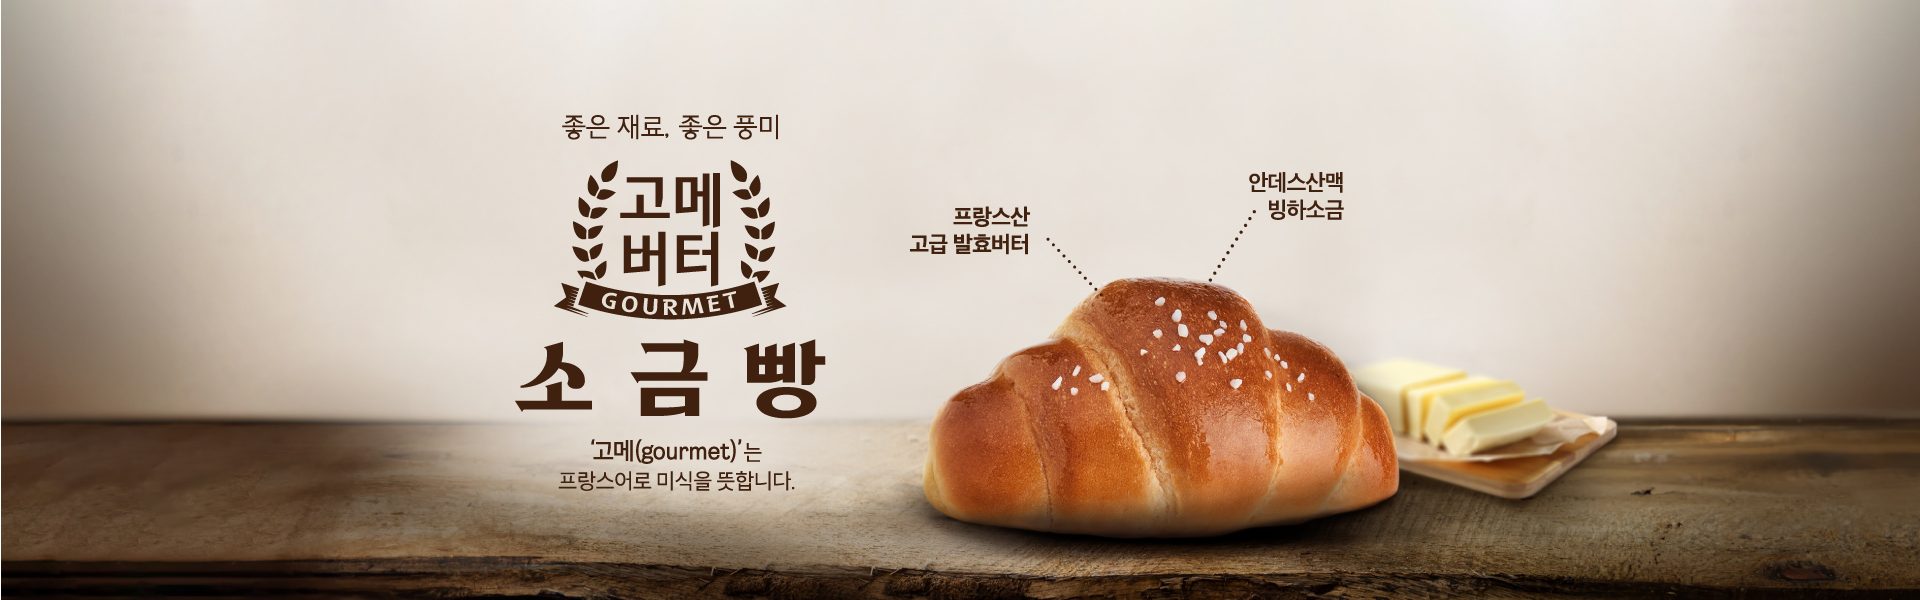 좋은 재료, 좋은 풍미
고메
버터
GOURMET
소금빵
‘고메(gourmet)’는
프랑스어로 미식을 뜻합니다.
프랑스산
고급 발효버터
안데스산맥
빙하소금